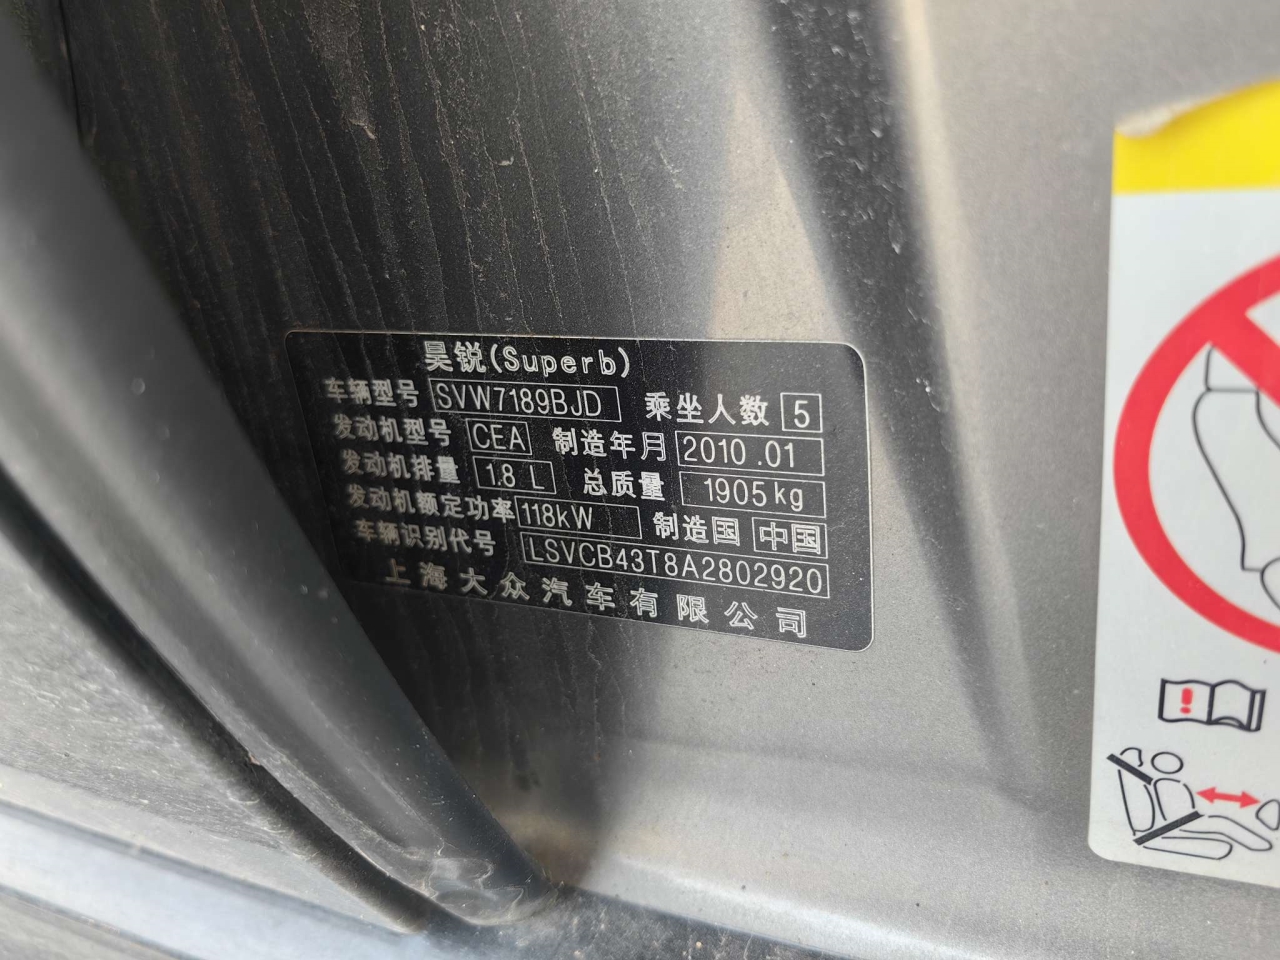 昊锐(Superb)
车辆型号 SVW7189BJD 乘坐人数 5
发动机型号 CEA 制造年月 2010.01
发动机排量 1.8 L 总质量 1905kg
发动机额定功率 118kW 制造国 中国
车辆识别代号 LSVCB43T8A2802920
上海大众汽车有限公司